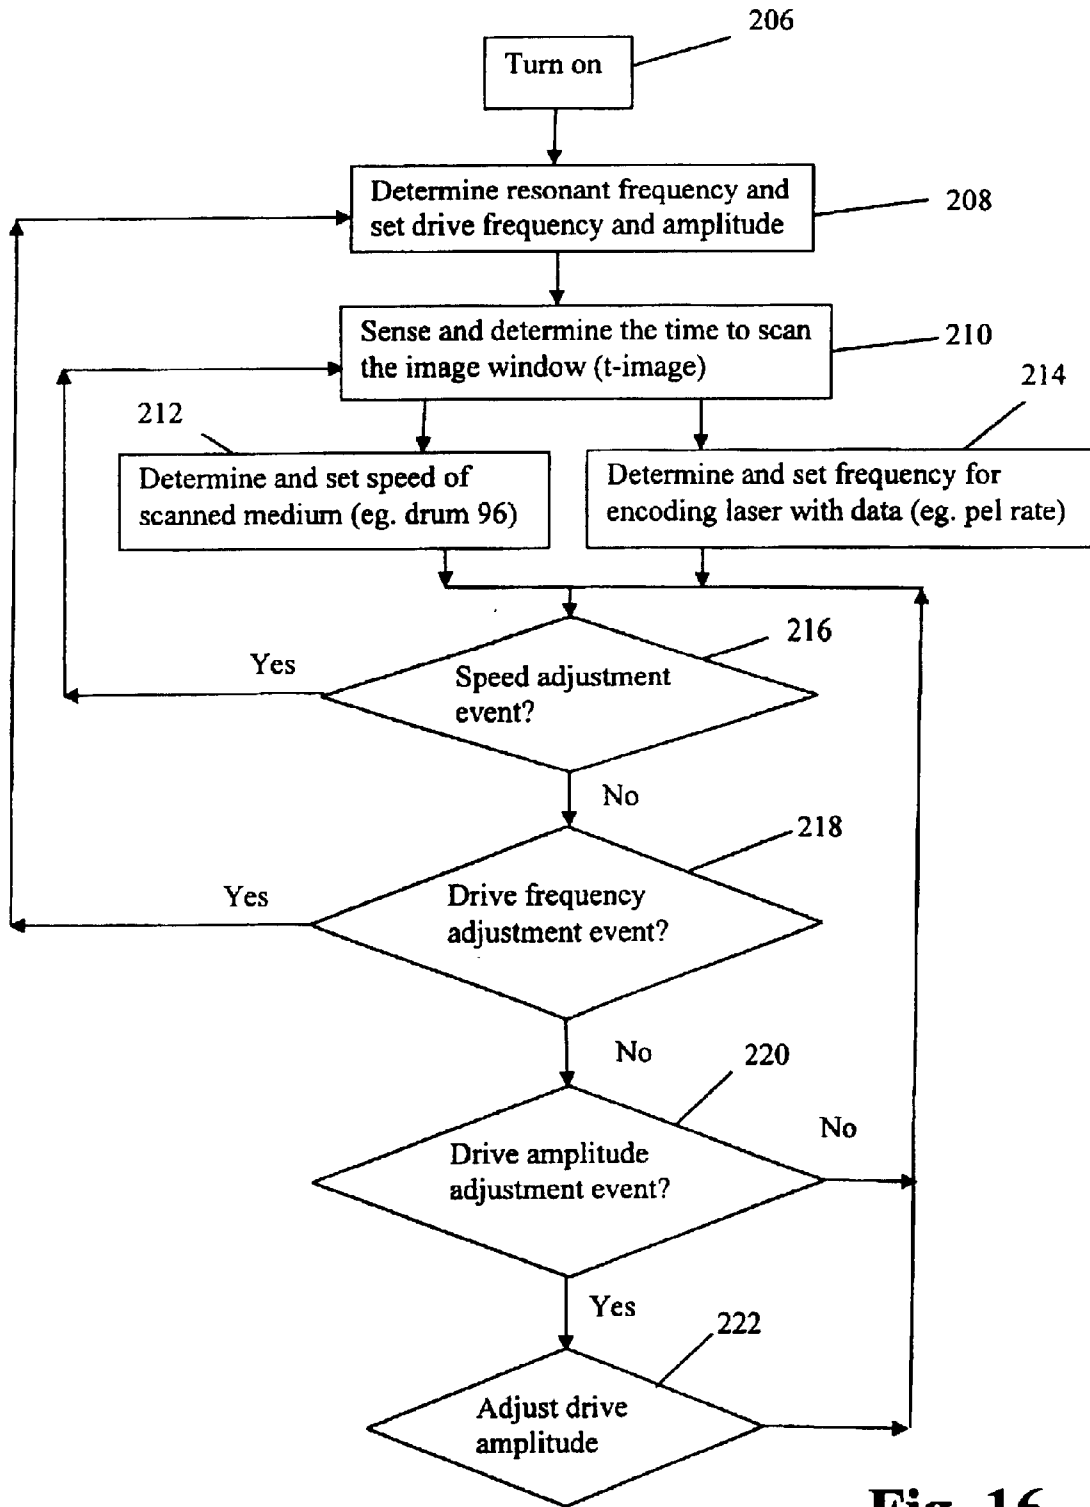 206
Turn on
Determine resonant frequency and
set drive frequency and amplitude
208
Sense and determine the time to scan
the image window (t-image)
210
212
214
Determine and set speed of
scanned medium (eg. drum 96)
Determine and set frequency for
encoding laser with data (eg. pel rate)
216
Yes
Speed adjustment
event?
No
218
Yes
Drive frequency
adjustment event?
No
220
No
Drive amplitude
adjustment event?
Yes
222
Adjust drive
amplitude
Fig. 16